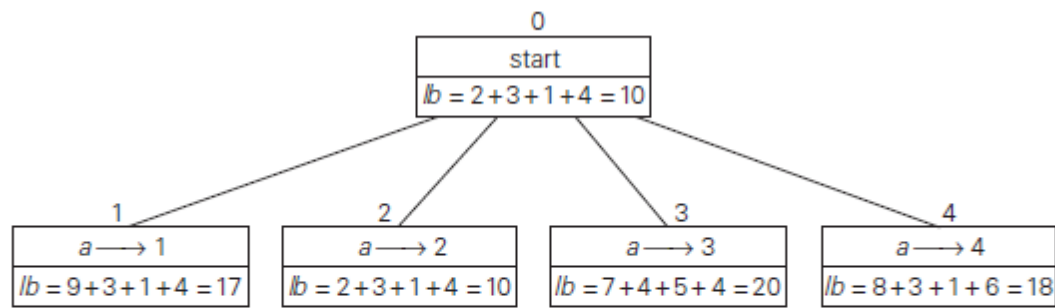 0
start
lb = 2+3+1+4 = 10
1
2
3
4
a → 1
a → 2
a → 3
a → 4
lb = 9+3+1+4 = 17
lb = 2+3+1+4 = 10
lb = 7+4+5+4 = 20
lb = 8+3+1+6 = 18